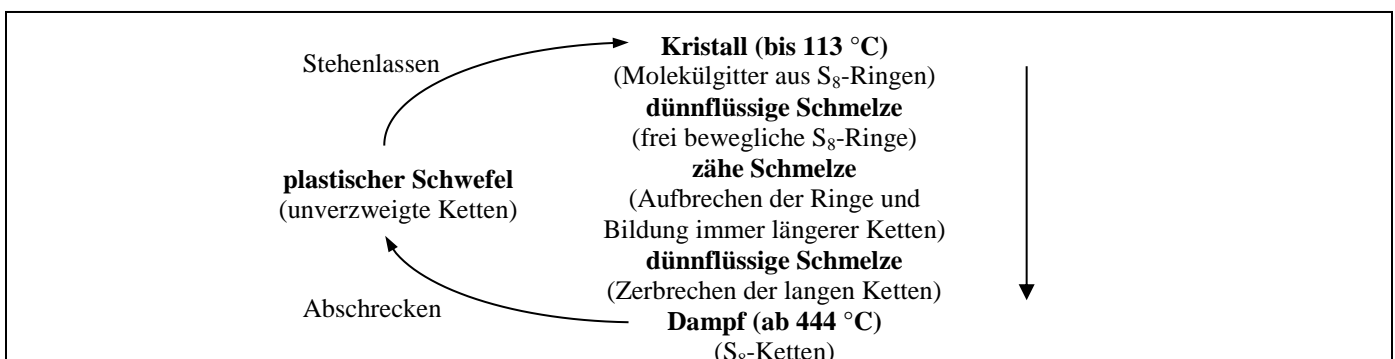 Stehenlassen
Kristall (bis 113 °C)
(Molekülgitter aus S₈-Ringen)
dünnflüssige Schmelze
(frei bewegliche S₈-Ringe)
zähe Schmelze
(Aufbrechen der Ringe und
Bildung immer längerer Ketten)
dünnflüssige Schmelze
(Zerbrechen der langen Ketten)
Dampf (ab 444 °C)
(S₈-Ketten)
plastischer Schwefel
(unverzweigte Ketten)
Abschrecken